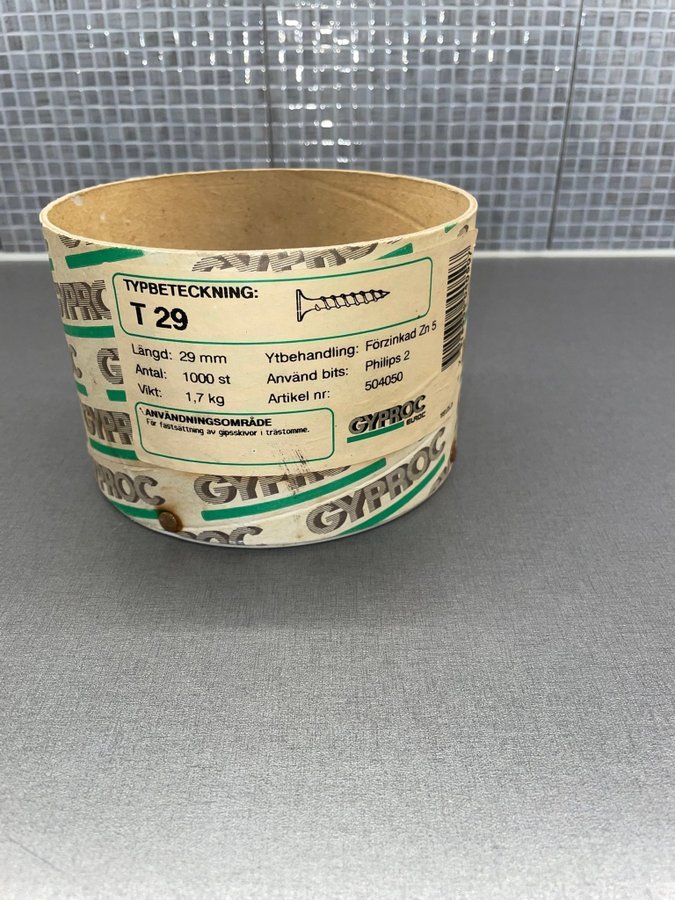 GYPROC
TYPBETECKNING:
T 29
Längd: 29 mm
Antal: 1000 st
Vikt: 1,7 kg
Ytbehandling: Förzinkad Zn 5
Använd bits: Philips 2
Artikel nr: 504050
ANVÄNDNINGSOMRÅDE
För fastsättning av gipsskivor i trästomme.
GYPROC
GYPROC
GYPROC